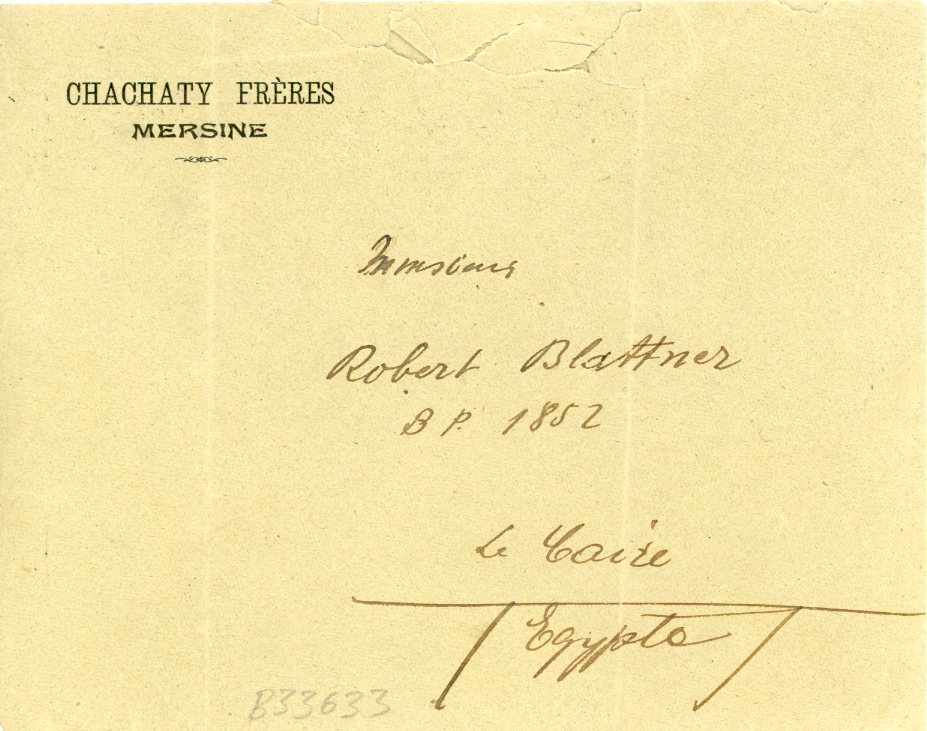 CHACHATY FRÈRES
MERSINE
Monsieur
Robert Blattner
B P. 1852
Le Caire
Egypte
B33633